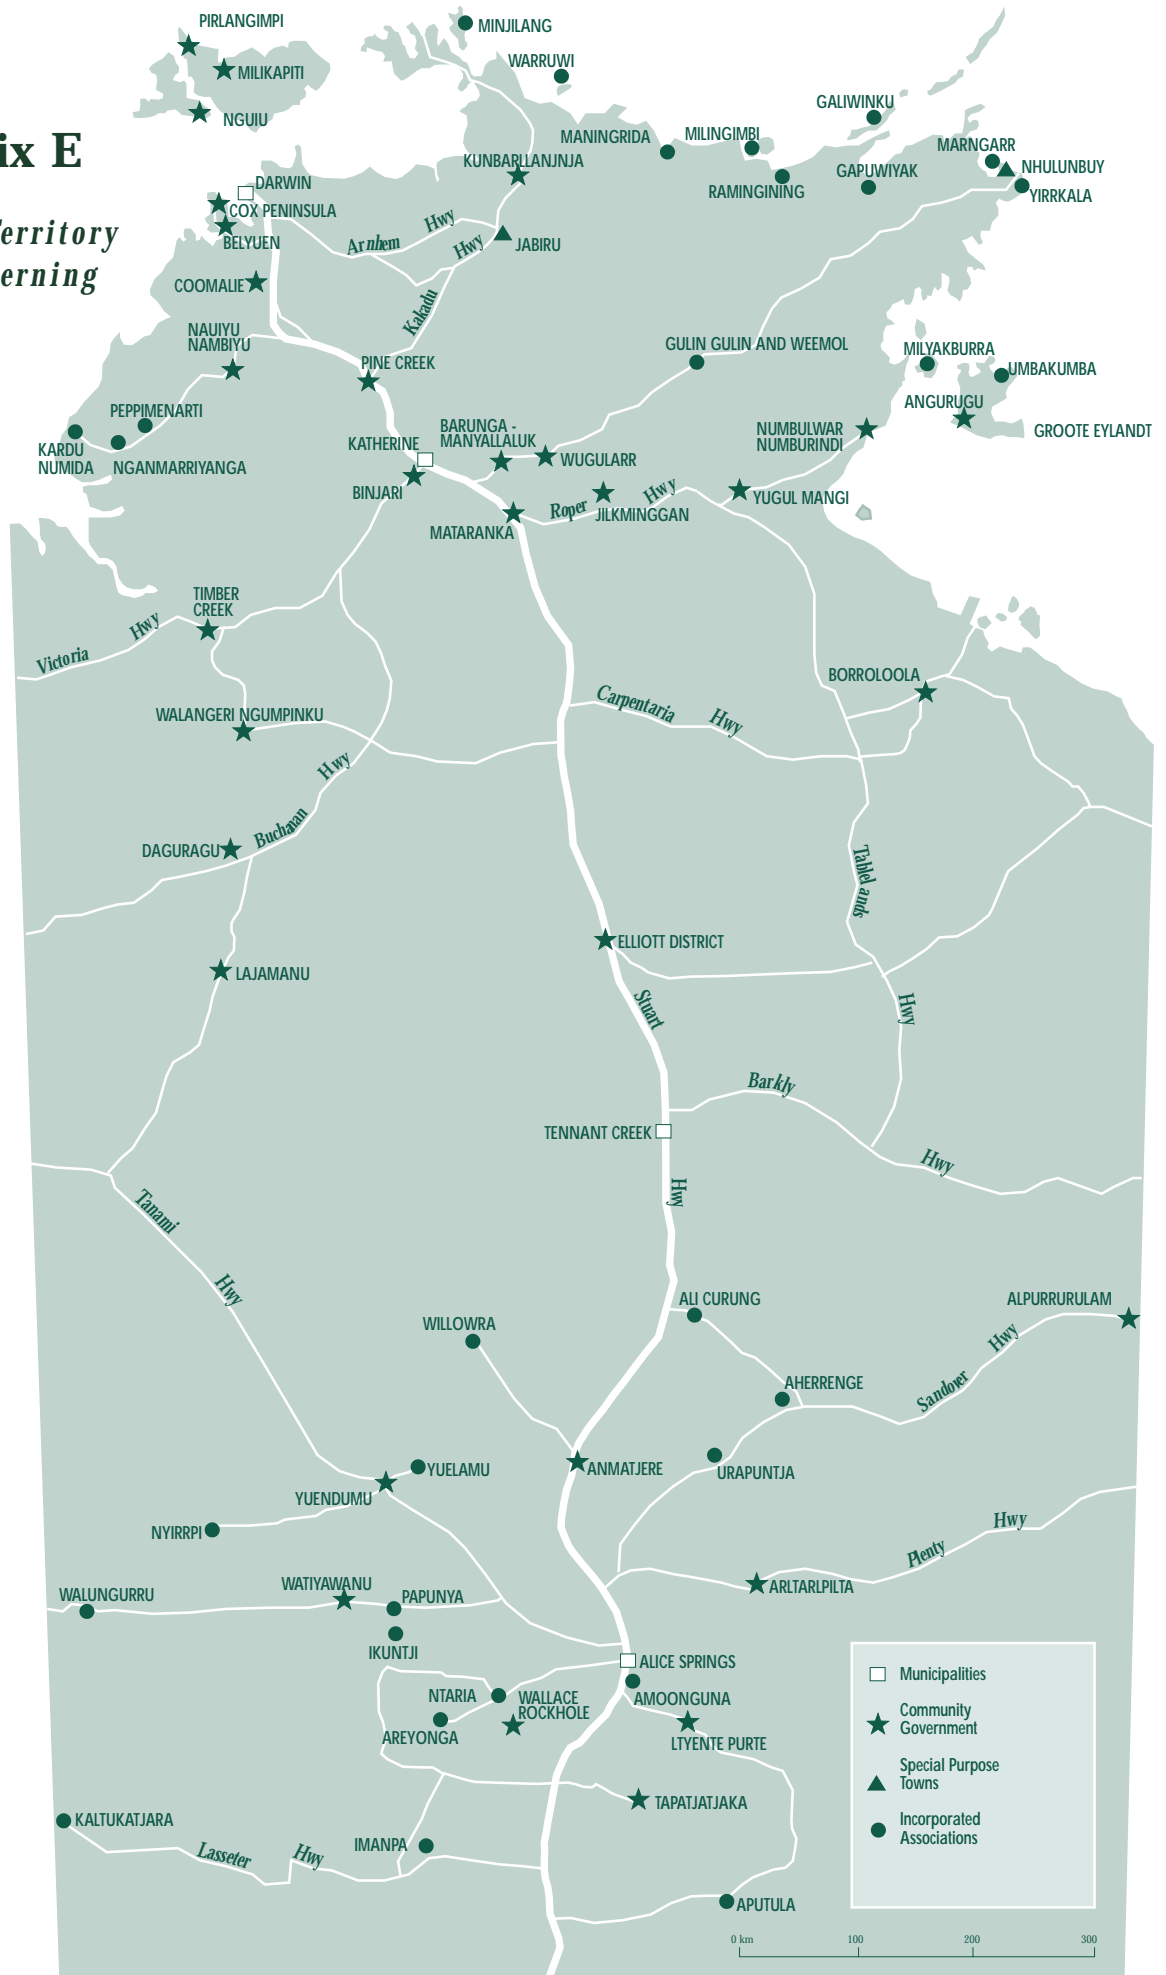 PIRLANGIMPI
MINJILANG
MILIKAPITI
WARRUWI
NGUIU
GALIWINKU
ix E
MANINGRIDA
MILINGIMBI
MARNGARR
KUNBARLLANJNJA
GAPUWIYAK
NHULUNBUY
RAMINGINING
YIRRKALA
DARWIN
COX PENINSULA
erritory
BELYUEN
Arnhem Hwy
Hwy
JABIRU
erning
COOMALIE
Kakadu
NAUIYU
NAMBIYU
GULIN GULIN AND WEEMOL
MILYAKBURRA
PINE CREEK
UMBAKUMBA
ANGURUGU
PEPPIMENARTI
BARUNGA -
MANYALLALUK
NUMBULWAR
NUMBURINDI
GROOTE EYLANDT
KATHERINE
KARDU
NUMIDA
NGANMARRIYANGA
WUGULARR
BINJARI
YUGUL MANGI
Roper Hwy
JILKMINGGAN
MATARANKA
TIMBER
CREEK
Victoria Hwy
BORROLOOLA
Carpentaria Hwy
WALANGERI NGUMPINKU
Buchanan Hwy
DAGURAGU
Tablelands
ELLIOTT DISTRICT
LAJAMANU
Stuart
Hwy
Barkly
TENNANT CREEK
Hwy
Hwy
Tanami
Hwy
ALI CURUNG
ALPURRURULAM
WILLOWRA
Sandover Hwy
AHERRENGE
YUELAMU
ANMATJERE
URAPUNTJA
YUENDUMU
NYIRRPI
Plenty Hwy
WATIYAWANU
ARLTARLPILTA
WALUNGURRU
PAPUNYA
IKUNTJI
ALICE SPRINGS
NTARIA
WALLACE
ROCKHOLE
AMOONGUNA
AREYONGA
LTYENTE PURTE
TAPATJATJAKA
KALTUKATJARA
IMANPA
Lasseter Hwy
APUTULA
Municipalities
Community
Government
Special Purpose
Towns
Incorporated
Associations
0 km 100 200 300